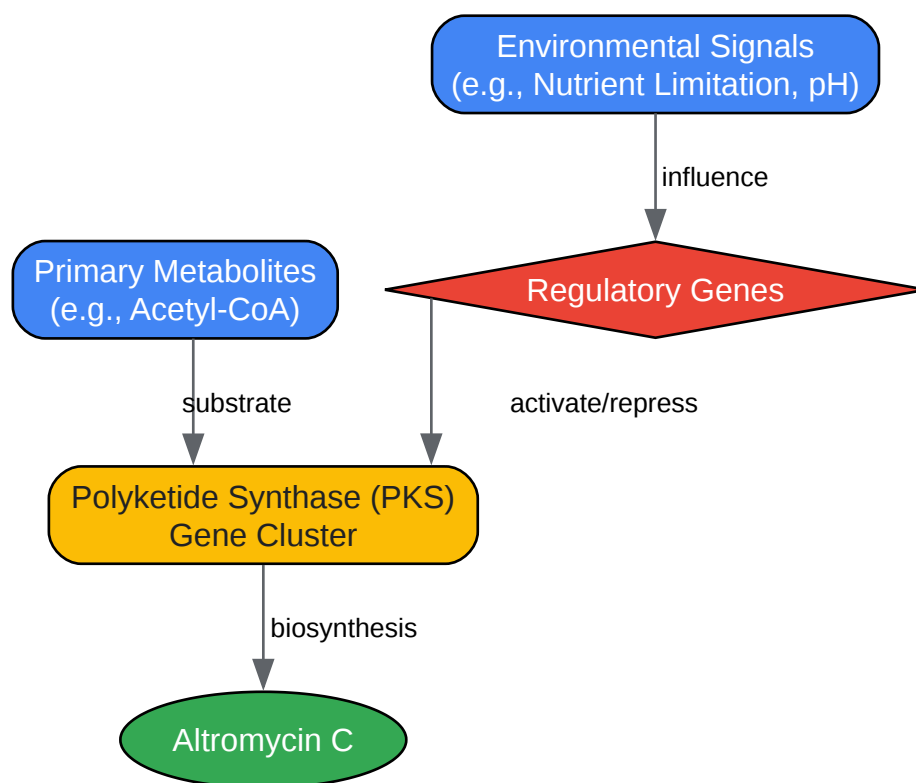 Environmental Signals
(e.g., Nutrient Limitation, pH)
influence
Primary Metabolites
(e.g., Acetyl-CoA)
Regulatory Genes
substrate
activate/repress
Polyketide Synthase (PKS)
Gene Cluster
biosynthesis
Altromycin C